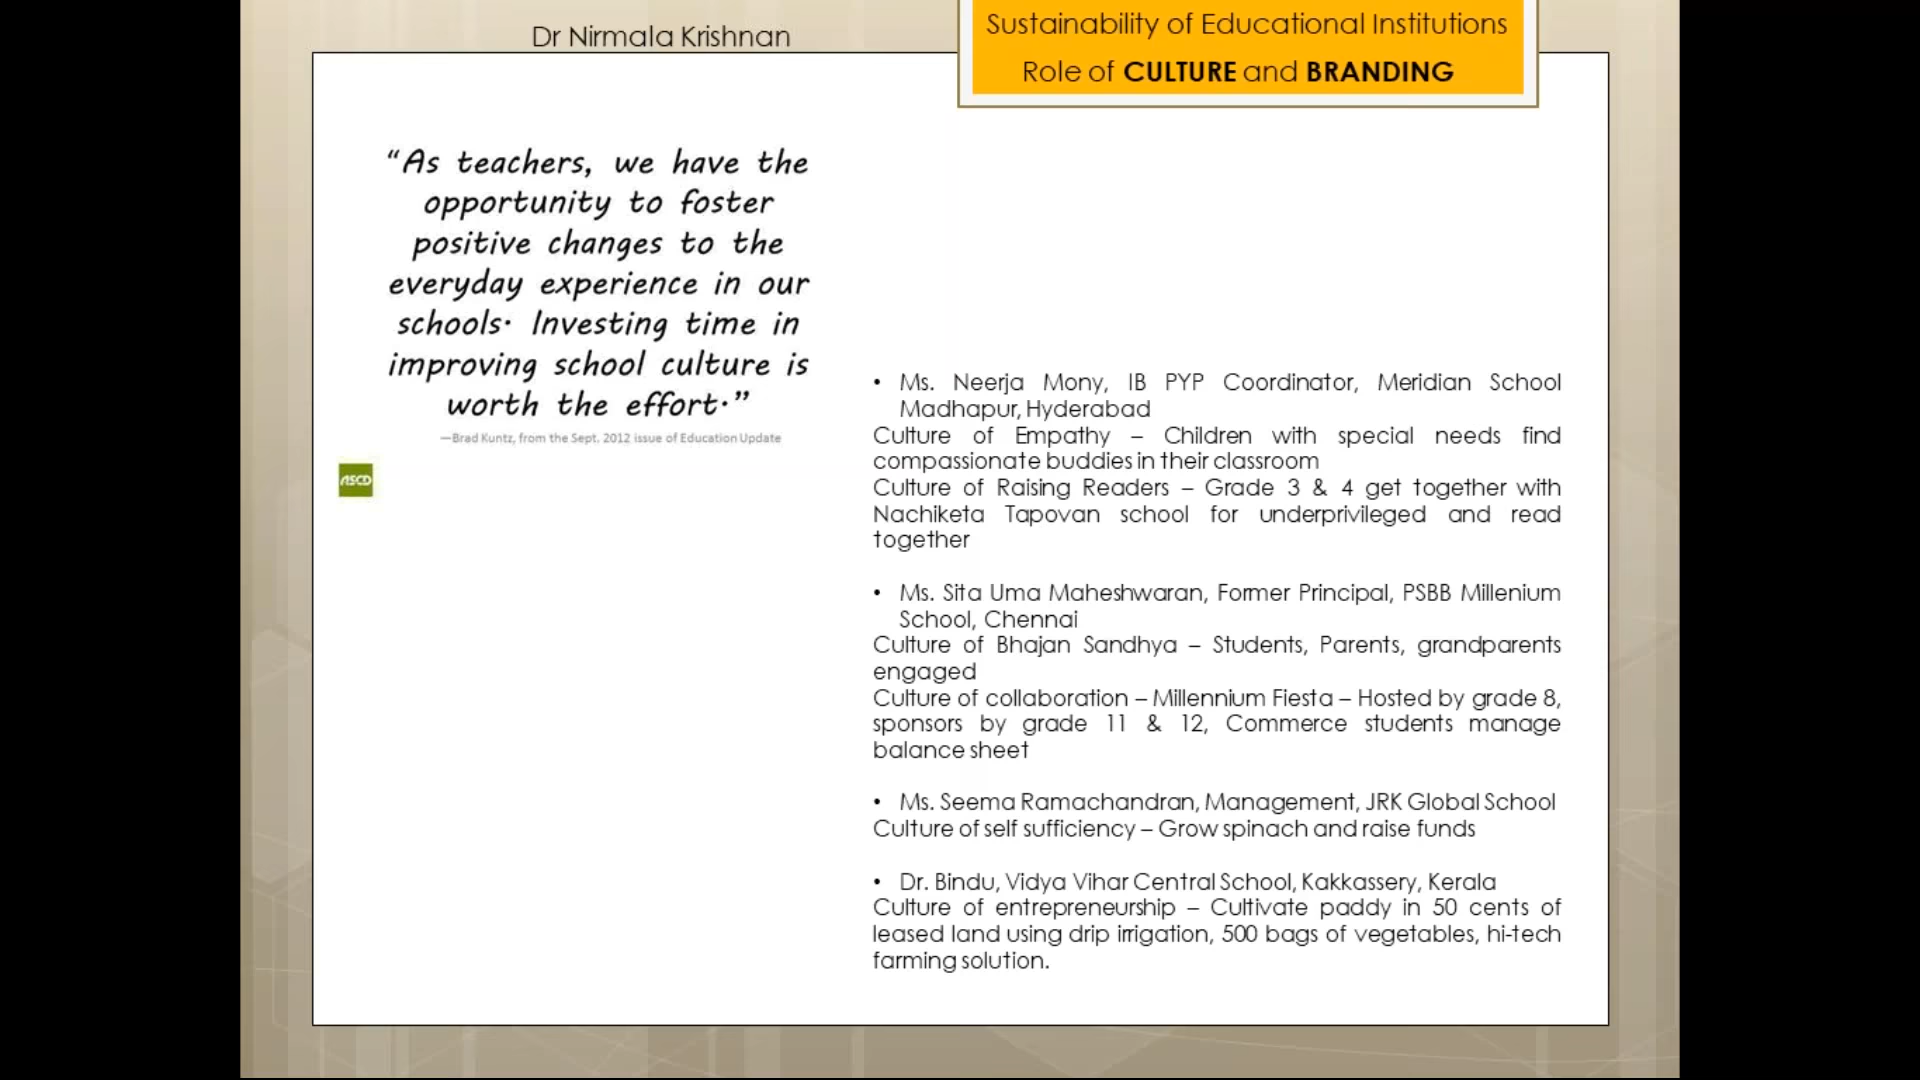 Dr Nirmala Krishnan
Sustainability of Educational Institutions
Role of CULTURE and BRANDING
“As teachers, we have the
opportunity to foster
positive changes to the
everyday experience in our
schools. Investing time in
improving school culture is
worth the effort.”
—Brad Kuntz, from the Sept. 2012 issue of Education Update
ASCD
• Ms. Neerja Mony, IB PYP Coordinator, Meridian School
Madhapur, Hyderabad
Culture of Empathy – Children with special needs find
compassionate buddies in their classroom
Culture of Raising Readers – Grade 3 & 4 get together with
Nachiketa Tapovan school for underprivileged and read
together
• Ms. Sita Uma Maheshwaran, Former Principal, PSBB Millenium
School, Chennai
Culture of Bhajan Sandhya – Students, Parents, grandparents
engaged
Culture of collaboration – Millennium Fiesta – Hosted by grade 8,
sponsors by grade 11 & 12, Commerce students manage
balance sheet
• Ms. Seema Ramachandran, Management, JRK Global School
Culture of self sufficiency – Grow spinach and raise funds
• Dr. Bindu, Vidya Vihar Central School, Kakkassery, Kerala
Culture of entrepreneurship – Cultivate paddy in 50 cents of
leased land using drip irrigation, 500 bags of vegetables, hi-tech
farming solution.